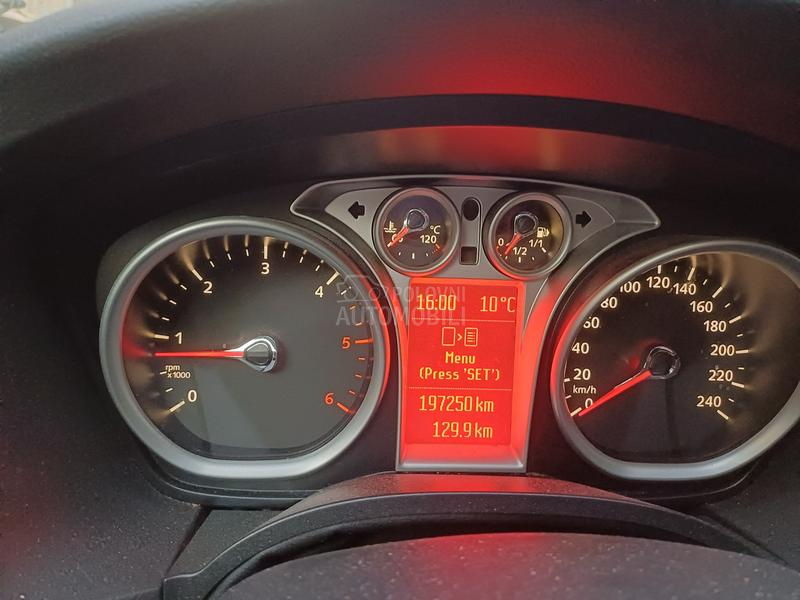 60 120 °C
0 1/2 1/1
0 1 2 3 4 5 6
rpm
x1000
POLOVNI
AUTOMOBILI
16:00 10°C
Menu
(Press 'SET')
197250 km
129.9 km
0 20 40 60 80 100 120 140 160 180 200 220 240
km/h